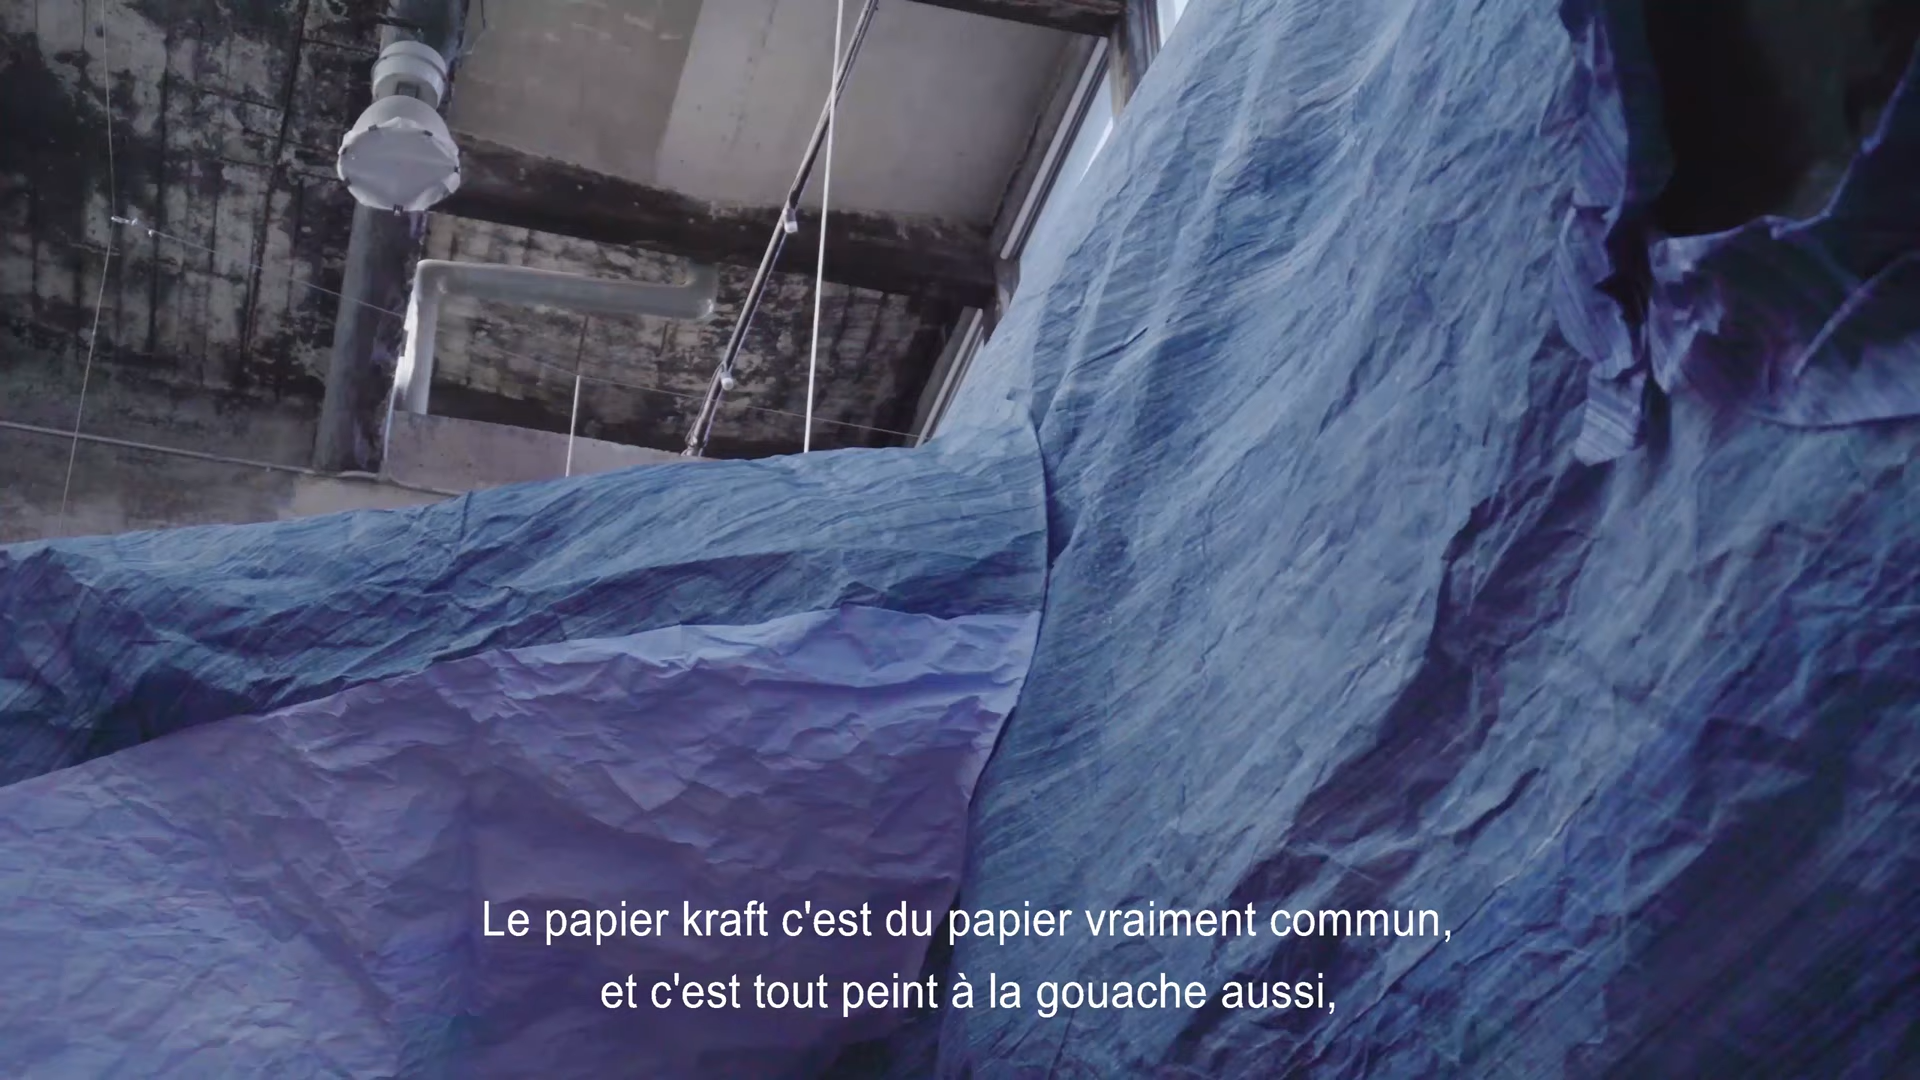 Le papier kraft c'est du papier vraiment commun,
et c'est tout peint à la gouache aussi,